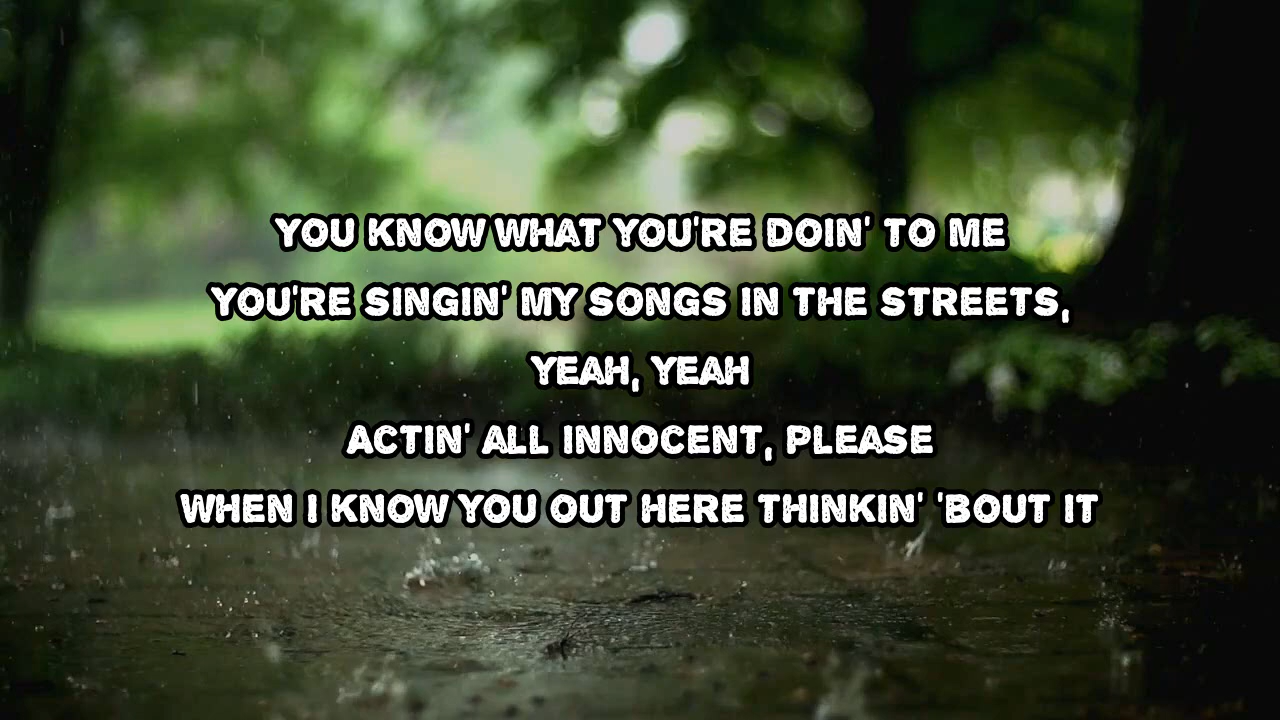 YOU KNOW WHAT YOU'RE DOIN' TO ME
YOU'RE SINGIN' MY SONGS IN THE STREETS,
YEAH, YEAH
ACTIN' ALL INNOCENT, PLEASE
WHEN I KNOW YOU OUT HERE THINKIN' 'BOUT IT